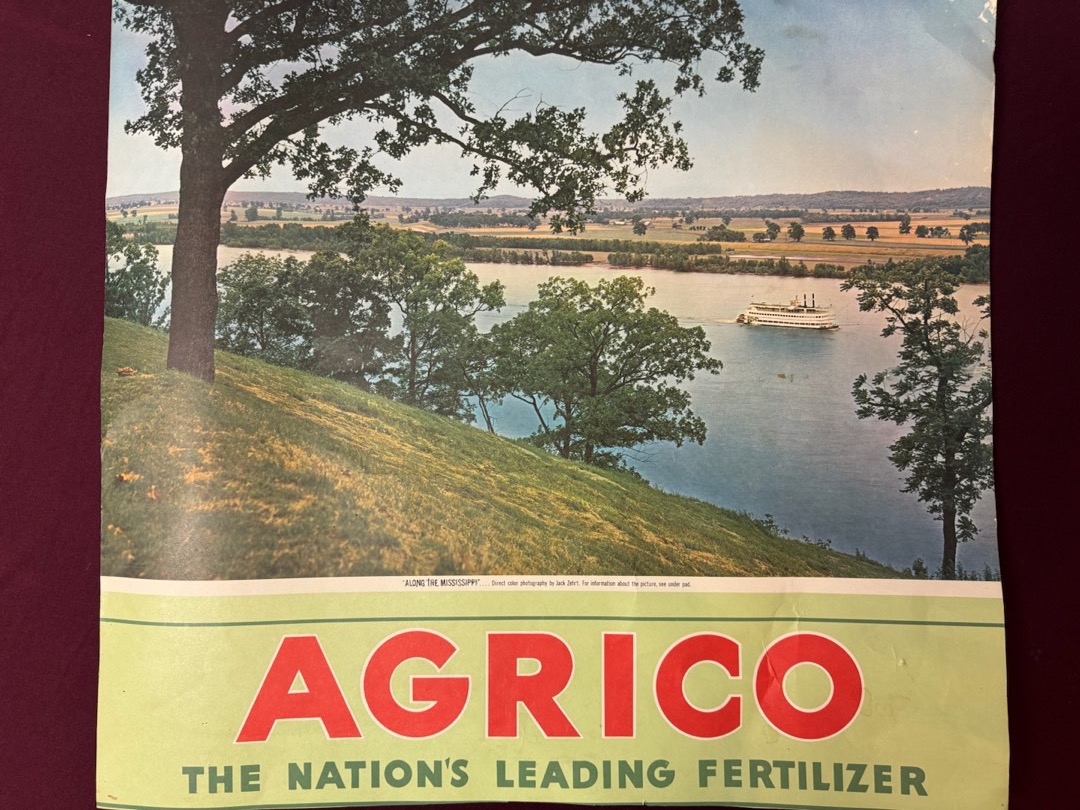 "ALONG THE MISSISSIPPI".... Direct color photography by Jack Zehrt. For information about the picture, see under pad.
AGRICO
THE NATION'S LEADING FERTILIZER